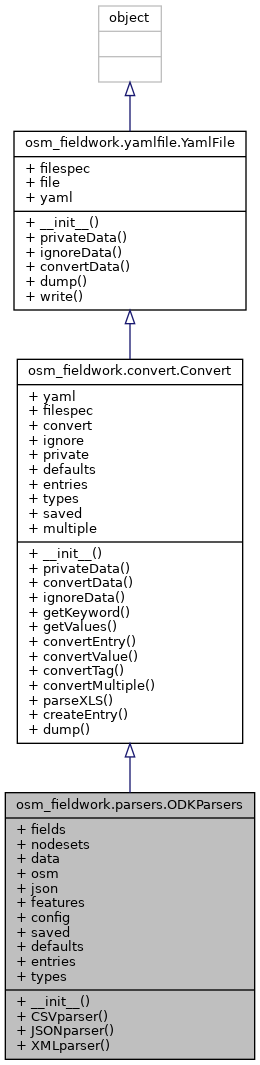 object
osm_fieldwork.yamlfile.YamlFile
+ filespec
+ file
+ yaml
+ __init__()
+ privateData()
+ ignoreData()
+ convertData()
+ dump()
+ write()
osm_fieldwork.convert.Convert
+ yaml
+ filespec
+ convert
+ ignore
+ private
+ defaults
+ entries
+ types
+ saved
+ multiple
+ __init__()
+ privateData()
+ convertData()
+ ignoreData()
+ getKeyword()
+ getValues()
+ convertEntry()
+ convertValue()
+ convertTag()
+ convertMultiple()
+ parseXLS()
+ createEntry()
+ dump()
osm_fieldwork.parsers.ODKParsers
+ fields
+ nodesets
+ data
+ osm
+ json
+ features
+ config
+ saved
+ defaults
+ entries
+ types
+ __init__()
+ CSVparser()
+ JSONparser()
+ XMLparser()